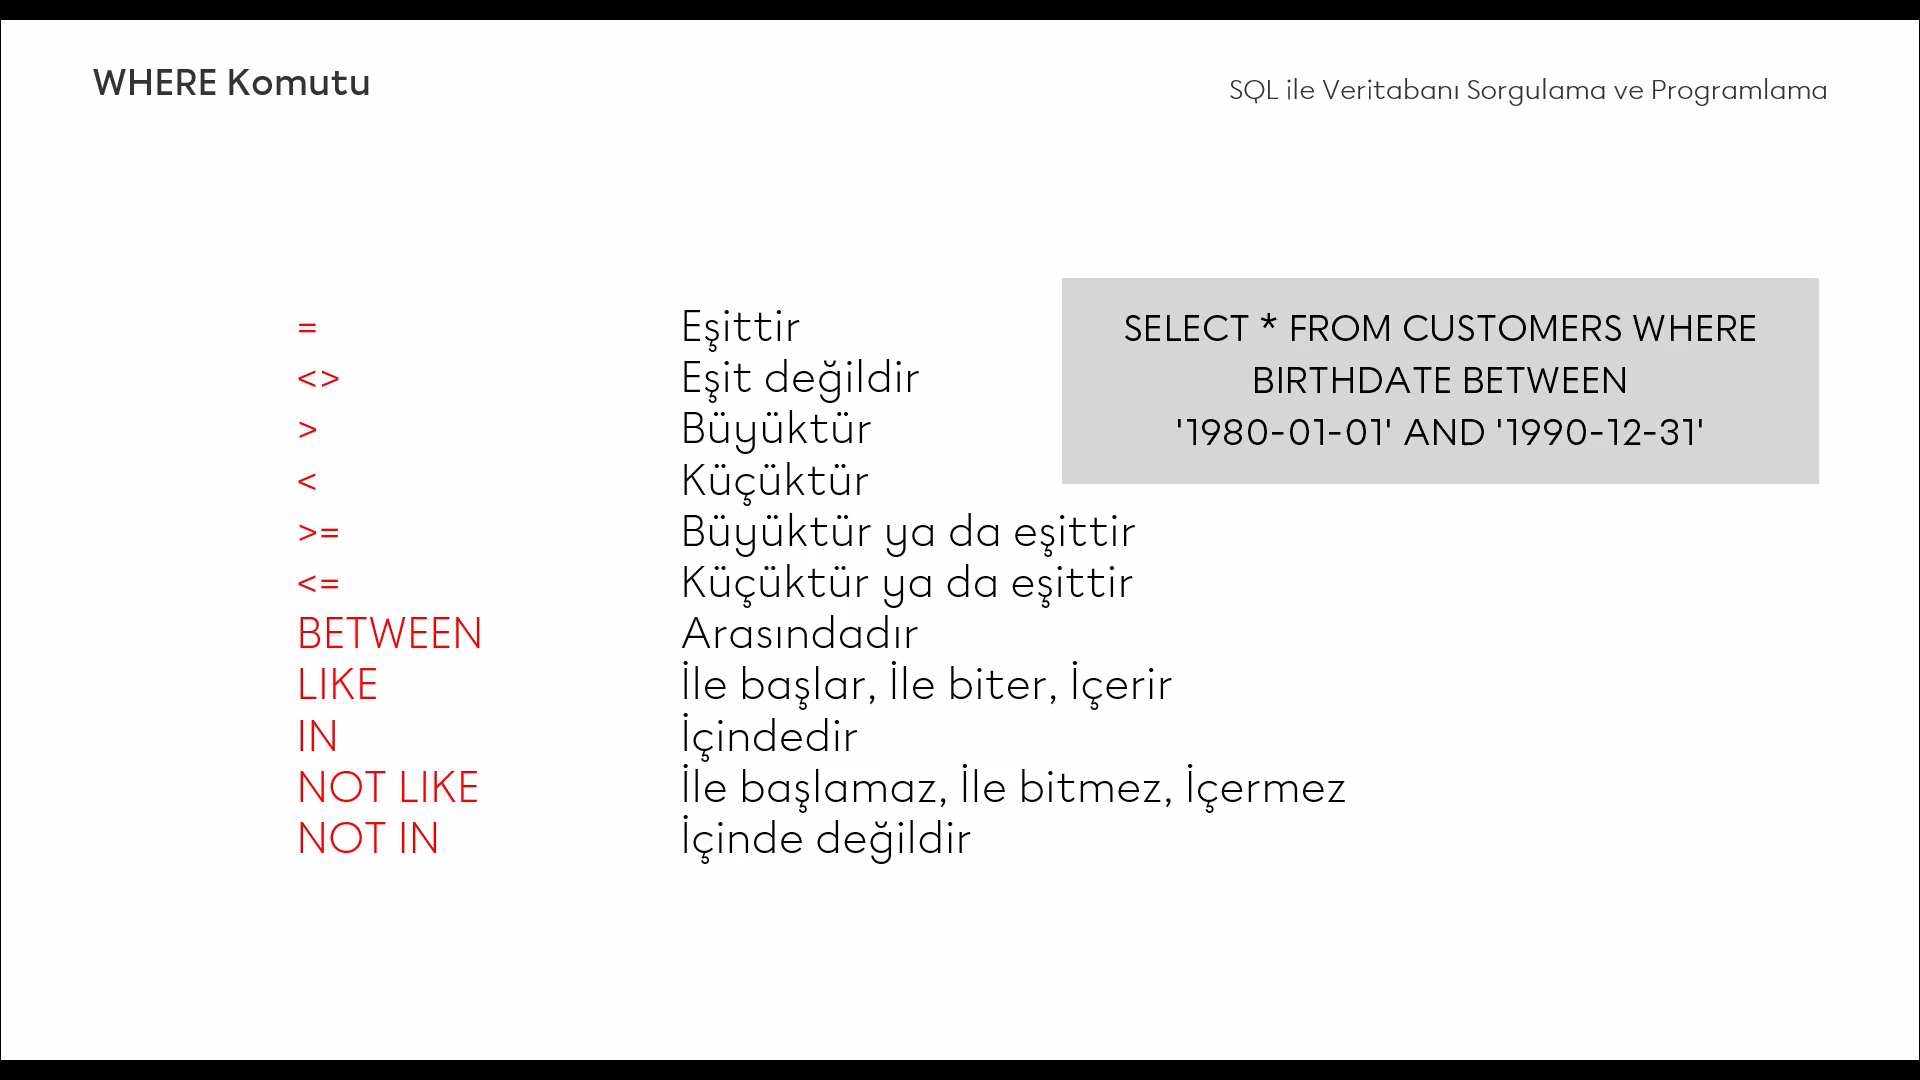 WHERE Komutu
SQL ile Veritabanı Sorgulama ve Programlama
= Eşittir
<> Eşit değildir
> Büyüktür
< Küçüktür
>= Büyüktür ya da eşittir
<= Küçüktür ya da eşittir
BETWEEN Arasındadır
LIKE İle başlar, İle biter, İçerir
IN İçindedir
NOT LIKE İle başlamaz, İle bitmez, İçermez
NOT IN İçinde değildir
SELECT * FROM CUSTOMERS WHERE
BIRTHDATE BETWEEN
'1980-01-01' AND '1990-12-31'